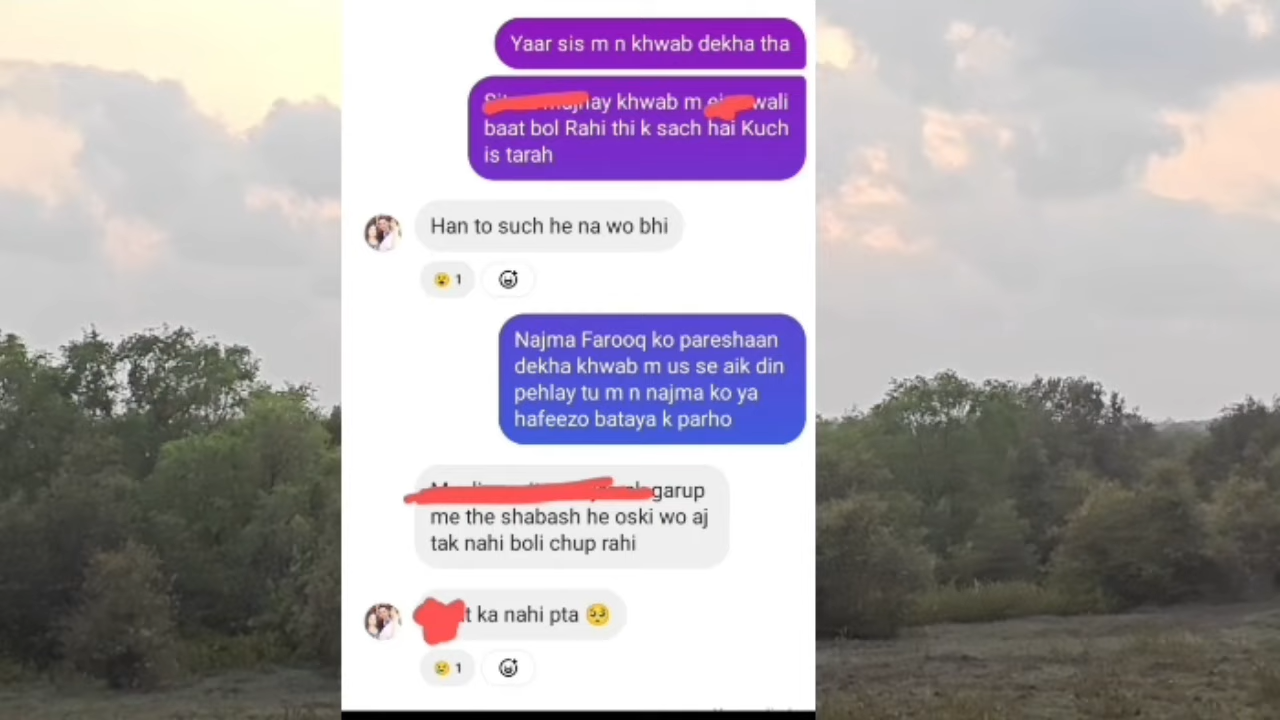 Yaar sis m n khwab dekha tha
khwab m wali
baat bol Rahi thi k sach hai Kuch
is tarah
Han to such he na wo bhi
1
Najma Farooq ko pareshaan
dekha khwab m us se aik din
pehlay tu m n najma ko ya
hafeezo bataya k parho
garup
me the shabash he oski wo aj
tak nahi boli chup rahi
ka nahi pta
1